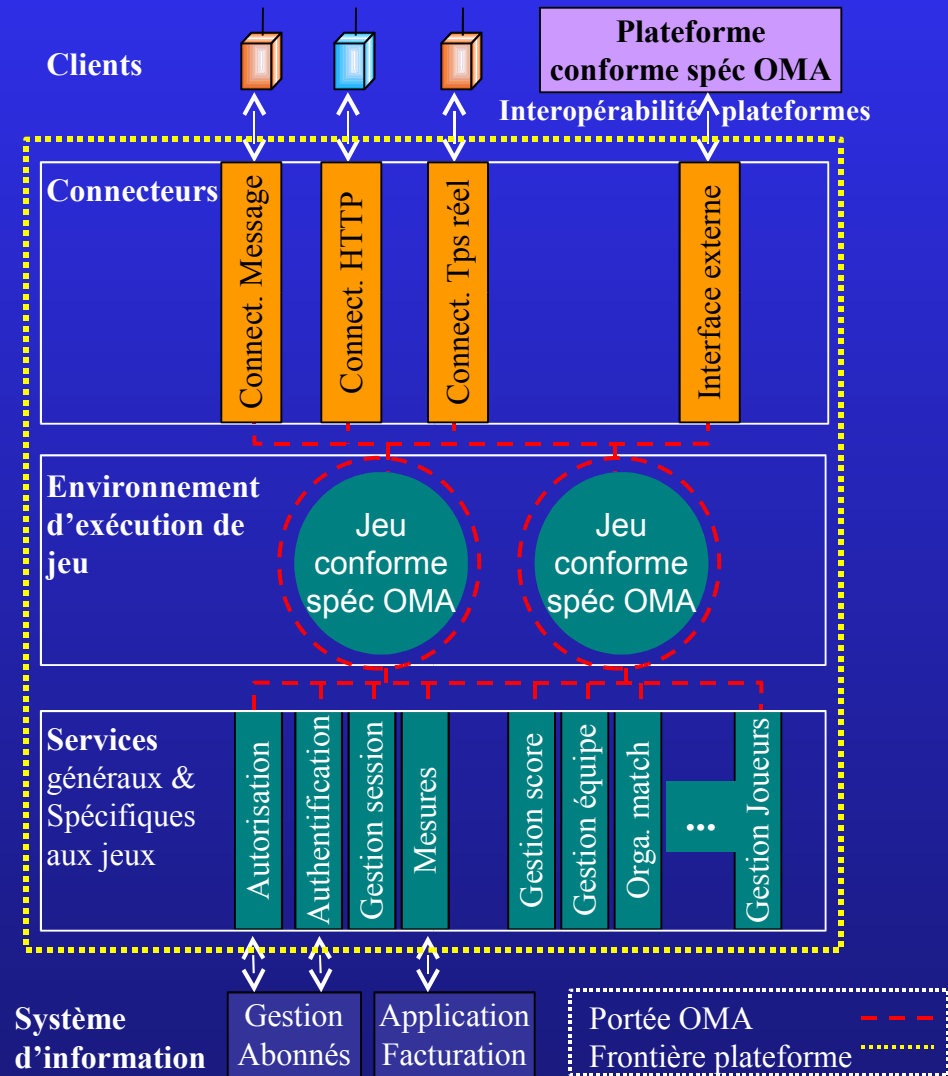 Clients
Plateforme
conforme spéc OMA
Interopérabilité plateformes
Connecteurs
Connect. Message
Connect. HTTP
Connect. Tps réel
Interface externe
Environnement
d’exécution de
jeu
Jeu
conforme
spéc OMA
Jeu
conforme
spéc OMA
Services
généraux &
Spécifiques
aux jeux
Autorisation
Authentification
Gestion session
Mesures
Gestion score
Gestion équipe
Orga. match
...
Gestion Joueurs
Système
d’information
Gestion
Abonnés
Application
Facturation
Portée OMA
Frontière plateforme